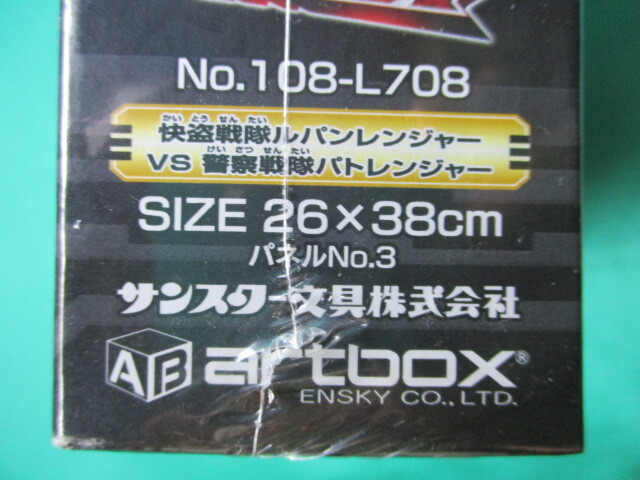 No.108-L708
かい とう せん たい
快盗戦隊ルパンレンジャー
けい さつ せん たい
VS 警察戦隊パトレンジャー
SIZE 26×38cm
パズルNo.3
サンスター文具株式会社
AB artbox®
ENSKY CO.,LTD.